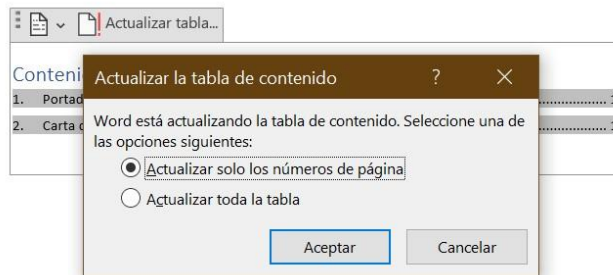 Actualizar tabla...
Conteni
Actualizar la tabla de contenido ?
1. Portad
Word está actualizando la tabla de contenido. Seleccione una de
las opciones siguientes:
2. Carta
Actualizar solo los números de página
Actualizar toda la tabla
Aceptar Cancelar